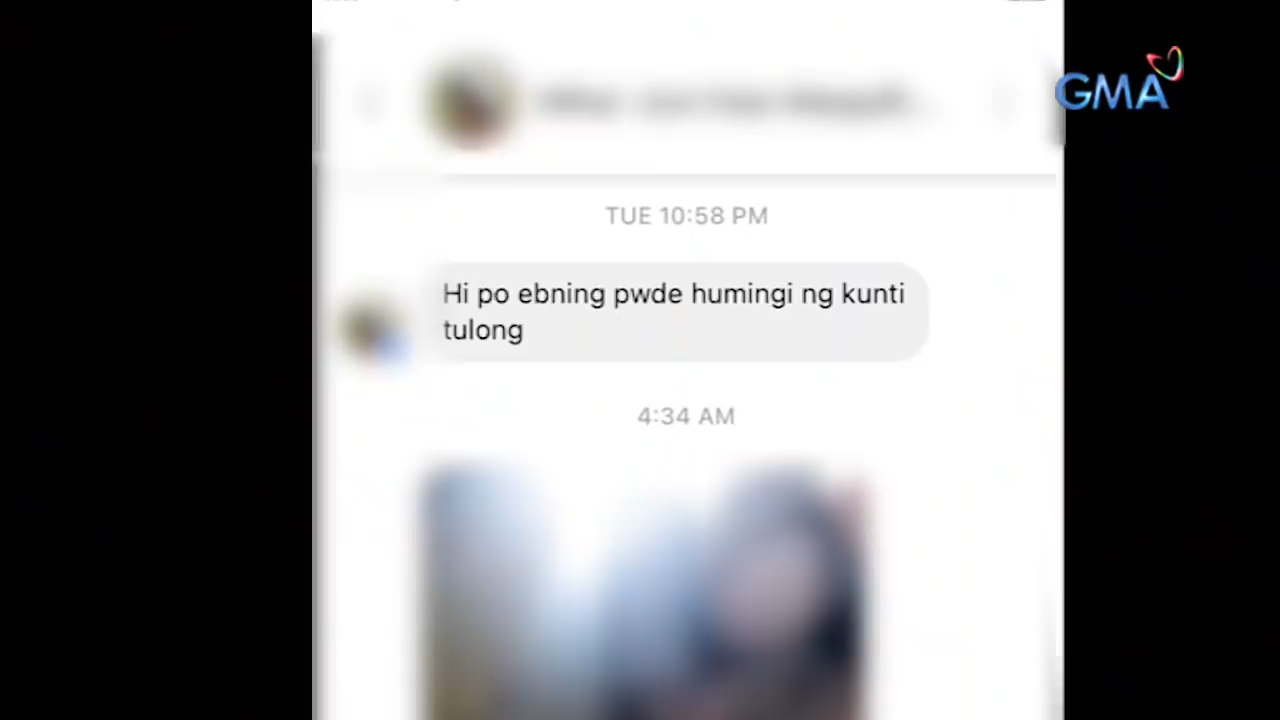 GMA
TUE 10:58 PM
Hi po ebning pwde humingi ng kunti
tulong
4:34 AM